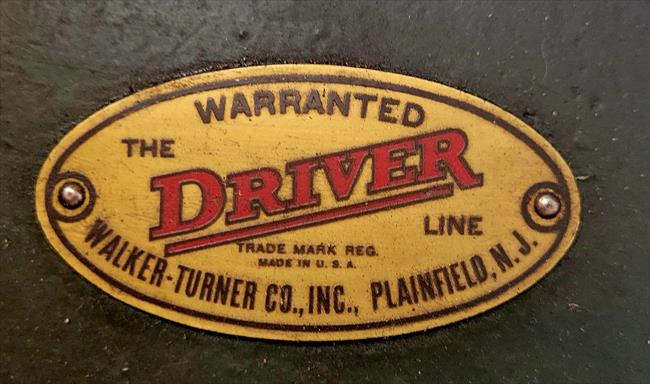 WARRANTED
THE
DRIVER
LINE
TRADE MARK REG.
MADE IN U.S.A.
WALKER-TURNER CO., INC., PLAINFIELD, N.J.